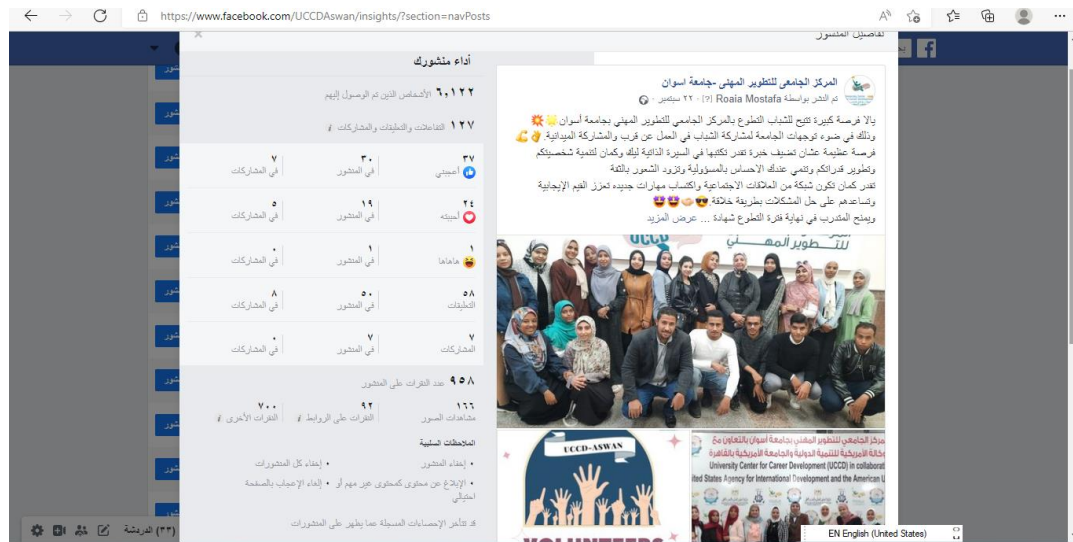 https://www.facebook.com/UCCDAswan/insights/?section=navPosts
تفاصيل المنشور
المركز الجامعي للتطوير المهني -جامعة اسوان
تم النشر بواسطة Roaia Mostafa [?] · ٢٢ سبتمبر ·
يالا فرصة كبيرة تتيح للشباب التطوع بالمركز الجامعي للتطوير المهني بجامعة أسوان 🌟 💥
وذلك في ضوء توجهات الجامعة لمشاركة الشباب في العمل عن قرب والمشاركة الميدانية.
فرصة عظيمة عشان تضيف خبرة تقدر تكتبها في السيرة الذاتية ليك وكمان لتنمية شخصيتكم
وتطوير قدراتكم وتنمي عندك الاحساس بالمسؤولية وتزود الشعور بالثقة
تقدر كمان تكون شبكة من العلاقات الاجتماعية واكتساب مهارات جديده تعزز القيم الإيجابية
وتساعدهم على حل المشكلات بطريقة خلاقة.
ويمنح المتدرب في نهاية فترة التطوع شهادة ... عرض المزيد
UCCD
للتطوير المهني
UCCD-ASWAN
VOLUNTEERS
مركز الجامعي للتطوير المهني بجامعة أسوان بالتعاون مع
وكالة الأمريكية للتنمية الدولية والجامعة الأمريكية بالقاهرة
University Center for Career Development (UCCD) in collaborat
ited States Agency for International Development and the American U
أداء منشورك
٦,١٢٢ الأشخاص الذين تم الوصول إليهم
١٢٧ التفاعلات والتعليقات والمشاركات
٣٧ ٣٠ ٧
أعجبني في المنشور في المشاركات
٢٤ ١٩ ٥
أحببته في المنشور في المشاركات
١ ١ ٠
هاهاها في المنشور في المشاركات
٥٨ ٥٠ ٨
التعليقات في المنشور في المشاركات
٧ ٧ ٠
المشاركات في المنشور في المشاركات
٩٥٨ عدد النقرات على المنشور
١٦٦ ٩٢ ٧٠٠
مشاهدات الصور النقرات على الروابط النقرات الأخرى
الملاحظات السلبية
• إخفاء المنشور • إخفاء كل المنشورات
• الإبلاغ عن محتوى كمحتوى غير مهم أو • إلغاء الإعجاب بالصفحة
احتيالي
قد تتأخر الإحصاءات المسجلة عما يظهر على المنشورات
الدردشة (٣٣)
EN English (United States)